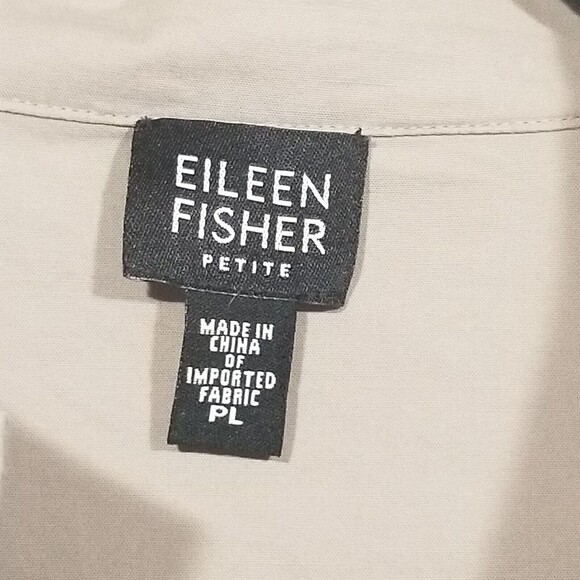 EILEEN
FISHER
PETITE
MADE IN
CHINA
OF
IMPORTED
FABRIC
PL